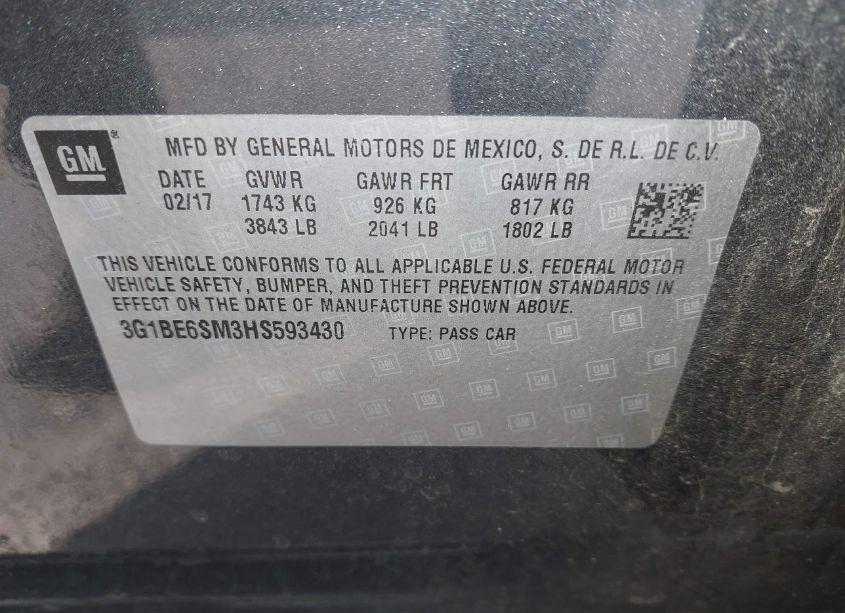 GM ® MFD BY GENERAL MOTORS DE MEXICO, S. DE R.L. DE C.V.
DATE GVWR GAWR FRT GAWR RR
02/17 1743 KG 926 KG 817 KG
3843 LB 2041 LB 1802 LB
THIS VEHICLE CONFORMS TO ALL APPLICABLE U.S. FEDERAL MOTOR
VEHICLE SAFETY, BUMPER, AND THEFT PREVENTION STANDARDS IN
EFFECT ON THE DATE OF MANUFACTURE SHOWN ABOVE.
3G1BE6SM3HS593430 TYPE: PASS CAR